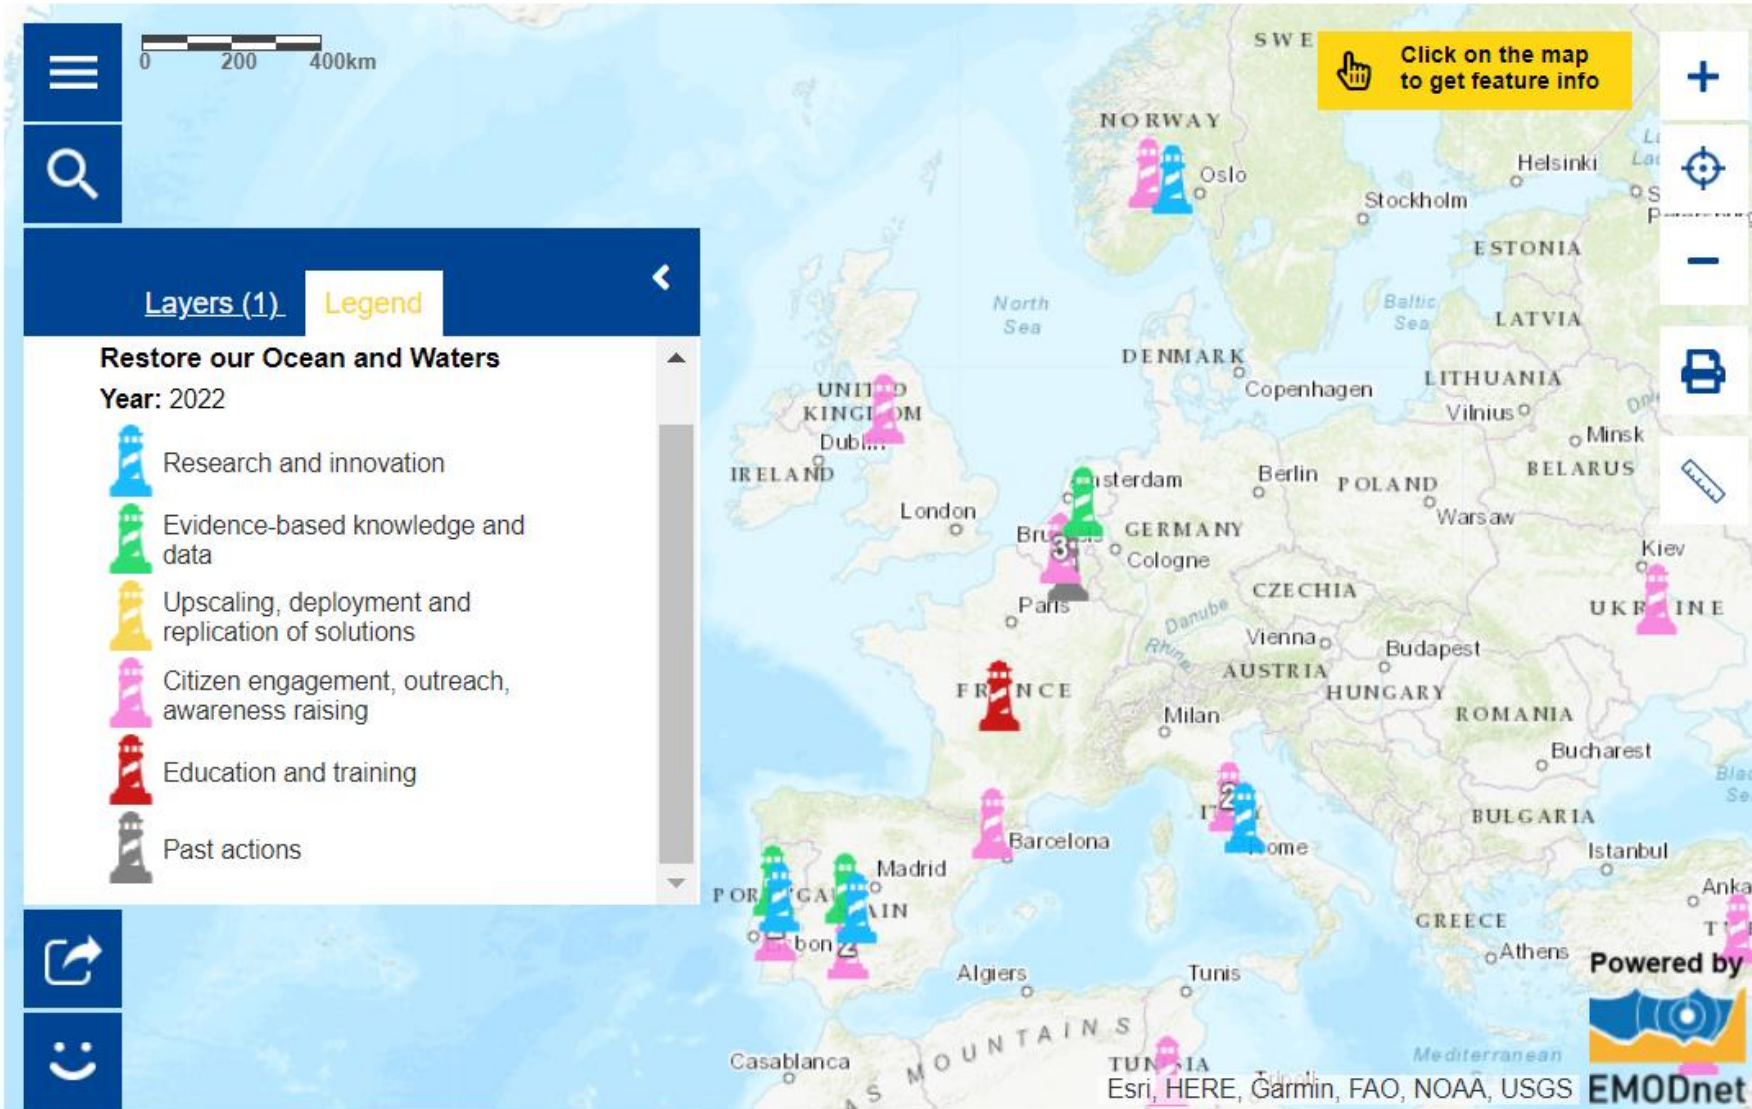 0 200 400km
Click on the map
to get feature info
Layers (1)
Legend
Restore our Ocean and Waters
Year: 2022
Research and innovation
Evidence-based knowledge and
data
Upscaling, deployment and
replication of solutions
Citizen engagement, outreach,
awareness raising
Education and training
Past actions
NORWAY
Oslo
Helsinki
Stockholm
ESTONIA
North
Sea
Baltic
Sea
LATVIA
DENMARK
Copenhagen
LITHUANIA
Vilnius
Minsk
BELARUS
IRELAND
Berlin
POLAND
Warsaw
London
GERMANY
Cologne
3
Kiev
CZECHIA
Paris
Danube
Rhine
Vienna
Budapest
AUSTRIA
HUNGARY
Milan
ROMANIA
Bucharest
2
BULGARIA
Barcelona
Istanbul
Madrid
GREECE
2
Athens
Algiers
Tunis
Powered by
MOUNTAINS
Casablanca
Mediterranean
Esri, HERE, Garmin, FAO, NOAA, USGS
EMODnet